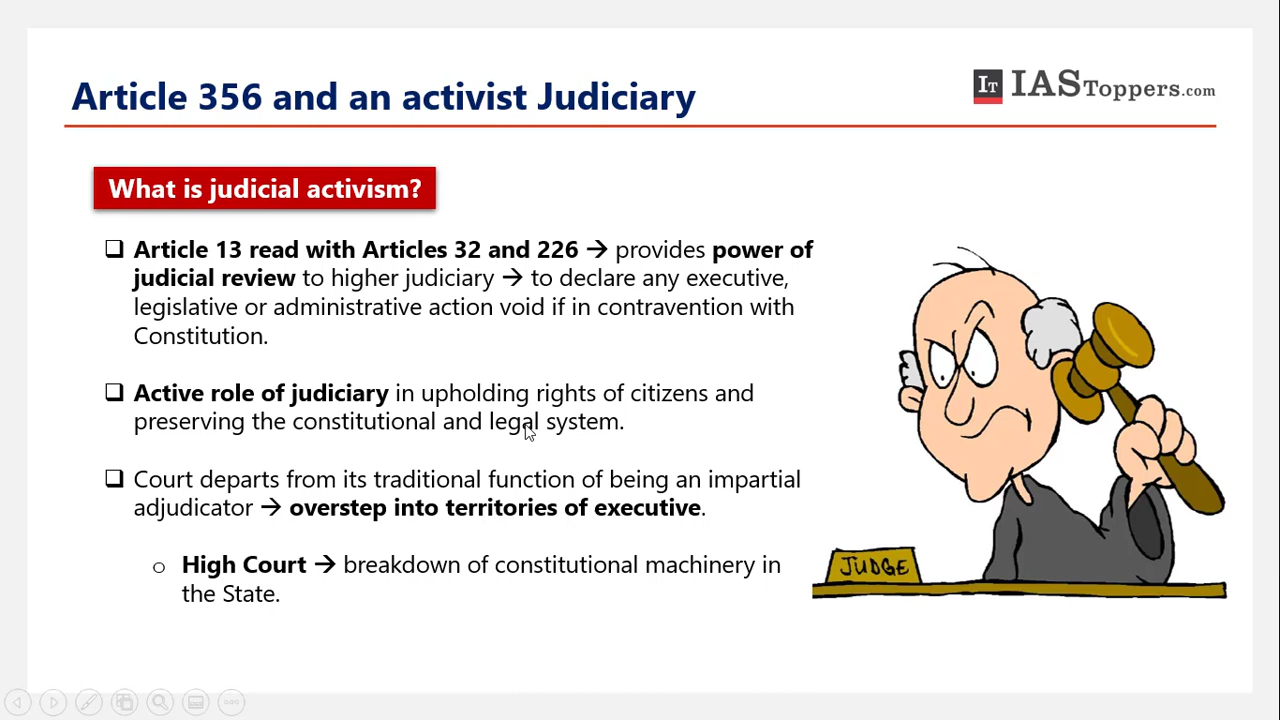 Article 356 and an activist Judiciary
IT IASToppers.com
What is judicial activism?
❑ Article 13 read with Articles 32 and 226 → provides power of
judicial review to higher judiciary → to declare any executive,
legislative or administrative action void if in contravention with
Constitution.
❑ Active role of judiciary in upholding rights of citizens and
preserving the constitutional and legal system.
❑ Court departs from its traditional function of being an impartial
adjudicator → overstep into territories of executive.
o High Court → breakdown of constitutional machinery in
the State.
JUDGE